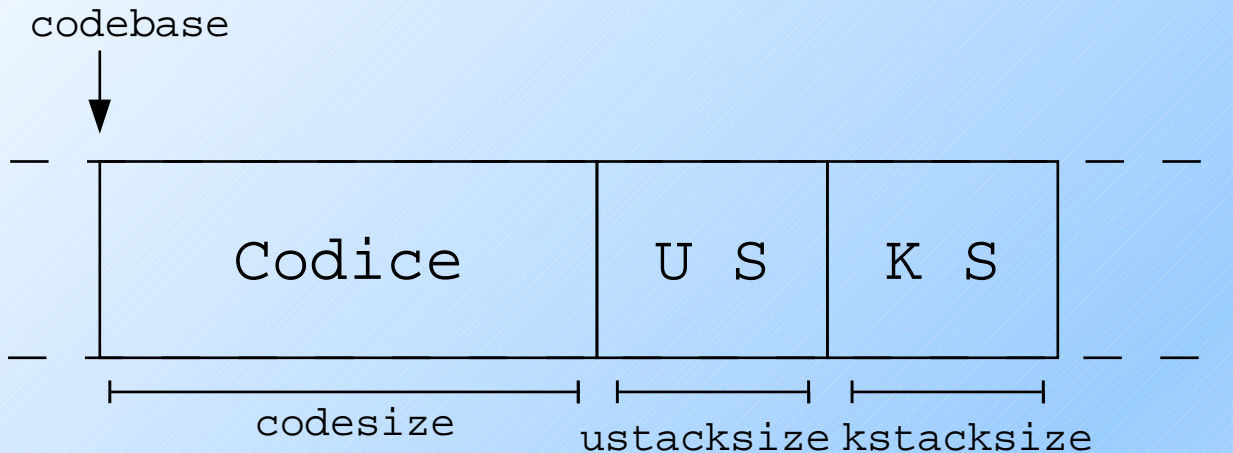 codebase
Codice
U S
K S
codesize
ustacksize
kstacksize